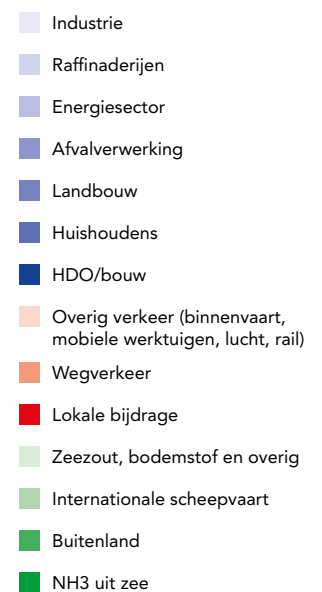 Industrie
Raffinaderijen
Energiesector
Afvalverwerking
Landbouw
Huishoudens
HDO/bouw
Overig verkeer (binnenvaart,
mobiele werktuigen, lucht, rail)
Wegverkeer
Lokale bijdrage
Zeezout, bodemstof en overig
Internationale scheepvaart
Buitenland
NH3 uit zee